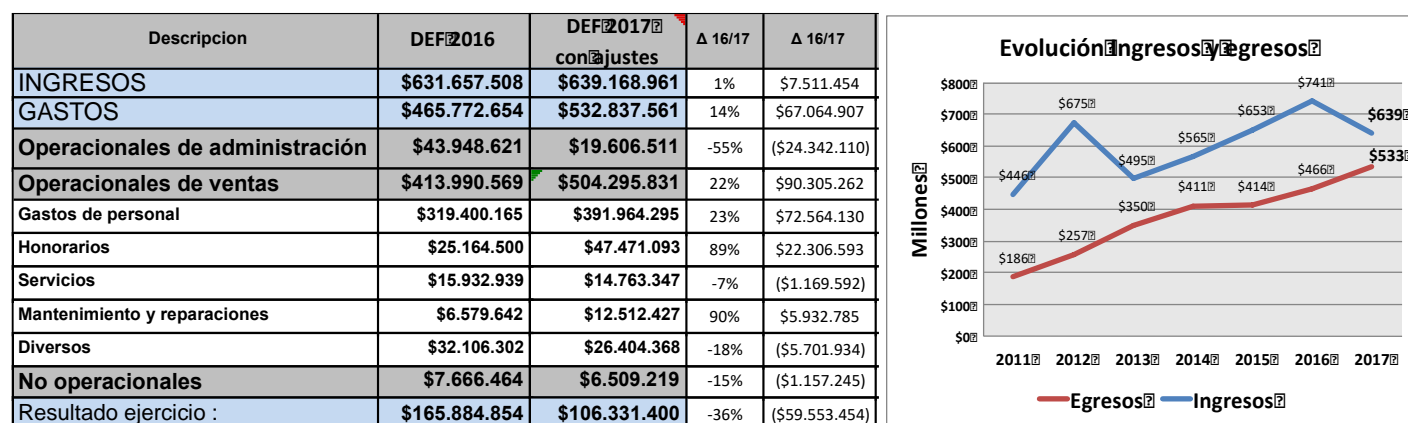 Descripcion DEF 2016 DEF 2017 con ajustes Δ 16/17 Δ 16/17
INGRESOS $631.657.508 $639.168.961 1% $7.511.454
GASTOS $465.772.654 $532.837.561 14% $67.064.907
Operacionales de administración $43.948.621 $19.606.511 -55% ($24.342.110)
Operacionales de ventas $413.990.569 $504.295.831 22% $90.305.262
Gastos de personal $319.400.165 $391.964.295 23% $72.564.130
Honorarios $25.164.500 $47.471.093 89% $22.306.593
Servicios $15.932.939 $14.763.347 -7% ($1.169.592)
Mantenimiento y reparaciones $6.579.642 $12.512.427 90% $5.932.785
Diversos $32.106.302 $26.404.368 -18% ($5.701.934)
No operacionales $7.666.464 $6.509.219 -15% ($1.157.245)
Resultado ejercicio : $165.884.854 $106.331.400 -36% ($59.553.454)
Evolución Ingresos y egresos
Millones
$800
$700
$600
$500
$400
$300
$200
$100
$0
$446 $675 $495 $565 $653 $741 $639
$186 $257 $350 $411 $414 $466 $533
2011 2012 2013 2014 2015 2016 2017
Egresos Ingresos